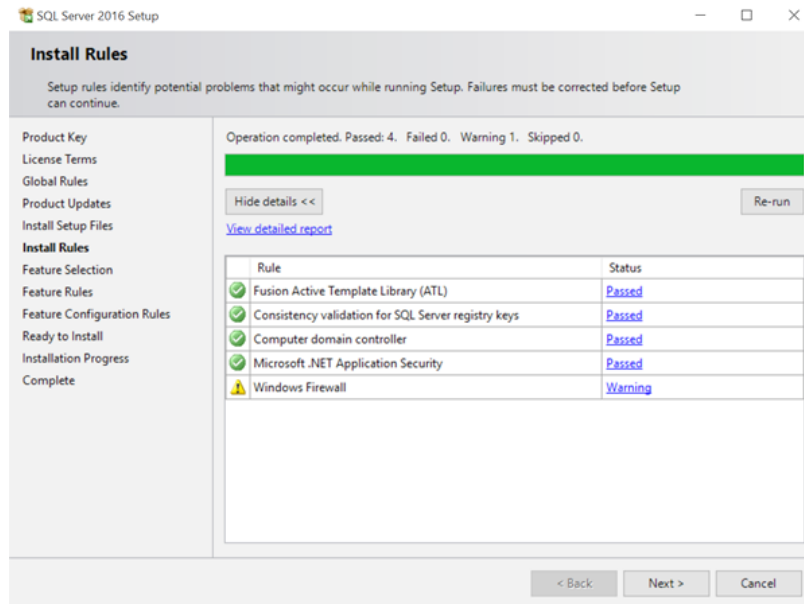 SQL Server 2016 Setup
Install Rules
Setup rules identify potential problems that might occur while running Setup. Failures must be corrected before Setup
can continue.
Product Key
License Terms
Global Rules
Product Updates
Install Setup Files
Install Rules
Feature Selection
Feature Rules
Feature Configuration Rules
Ready to Install
Installation Progress
Complete
Operation completed. Passed: 4. Failed 0. Warning 1. Skipped 0.
Hide details <<
Re-run
View detailed report
Rule Status
Fusion Active Template Library (ATL) Passed
Consistency validation for SQL Server registry keys Passed
Computer domain controller Passed
Microsoft .NET Application Security Passed
Windows Firewall Warning
< Back Next > Cancel